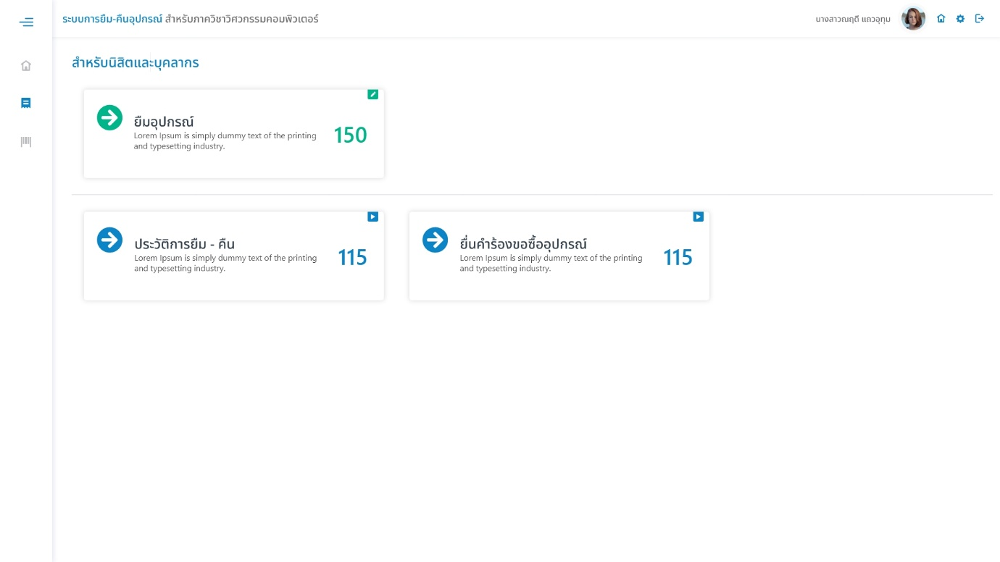 ระบบการยืม-คืนอุปกรณ์ สำหรับภาควิชาวิศวกรรมคอมพิวเตอร์
นางสาวณฤดี แถวอุทุม
สำหรับนิสิตและบุคลากร
ยืมอุปกรณ์
Lorem Ipsum is simply dummy text of the printing
and typesetting industry.
150
ประวัติการยืม - คืน
Lorem Ipsum is simply dummy text of the printing
and typesetting industry.
115
ยื่นคำร้องขอซื้ออุปกรณ์
Lorem Ipsum is simply dummy text of the printing
and typesetting industry.
115